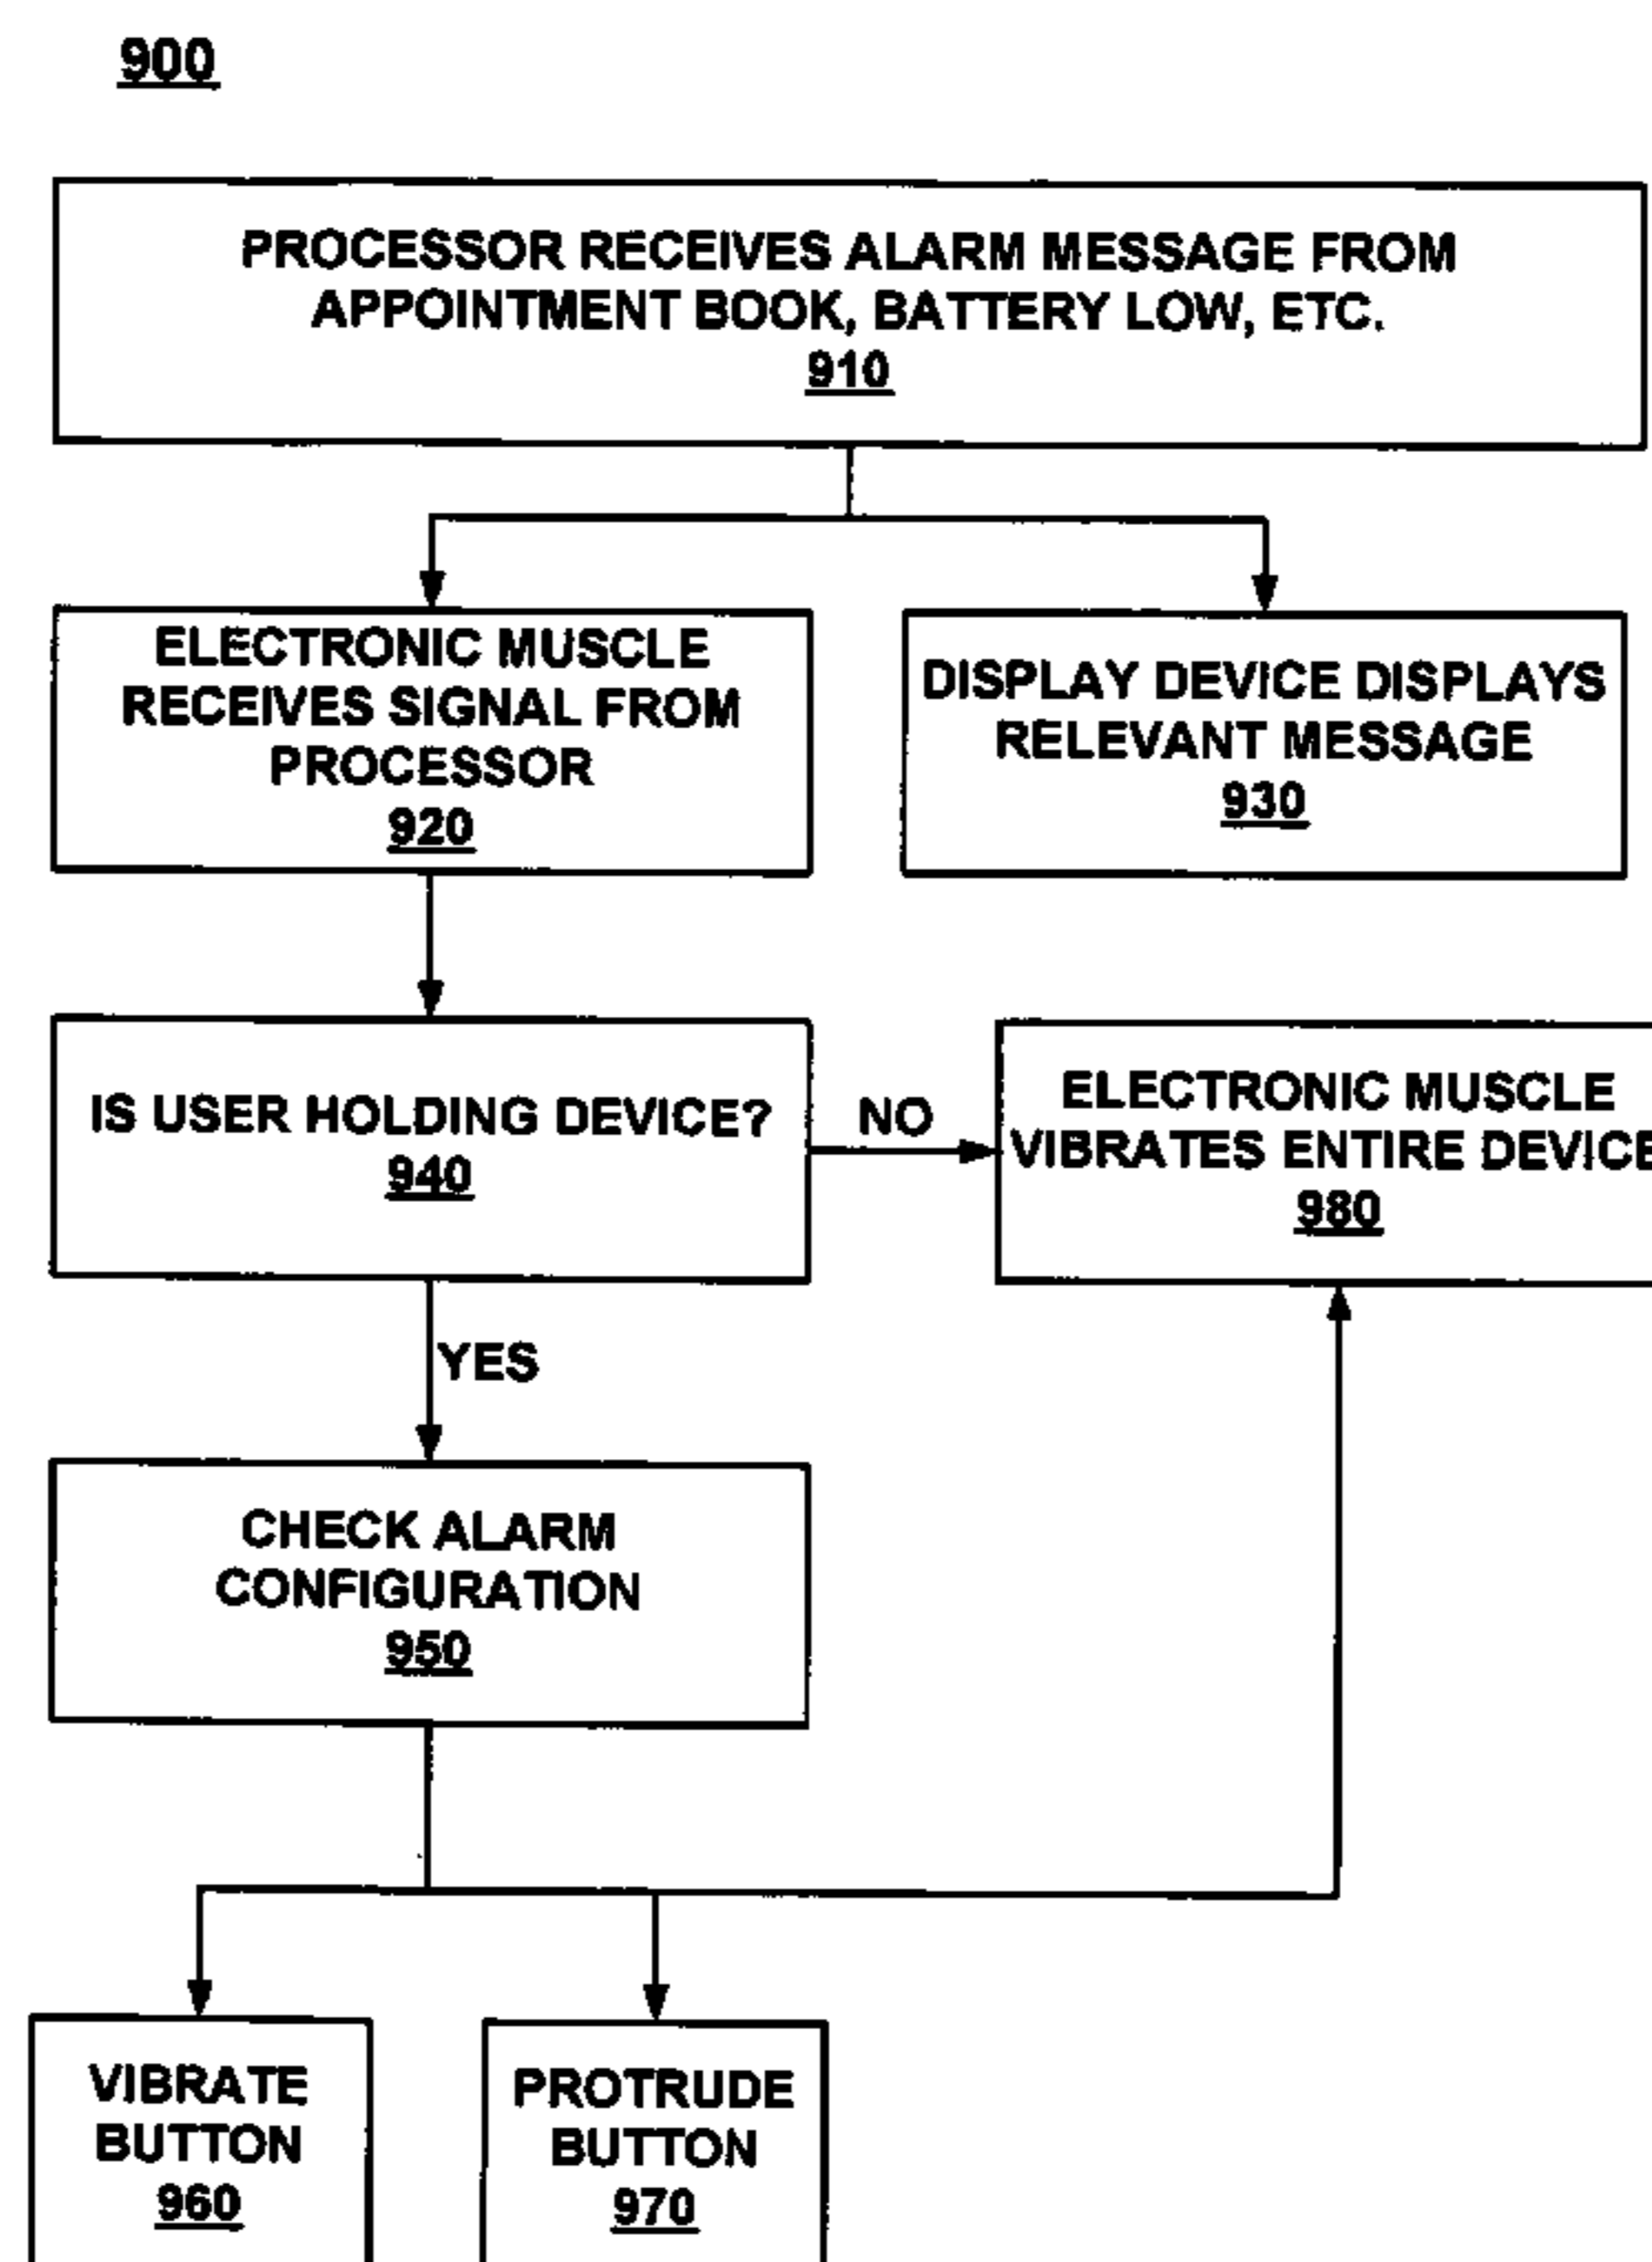 900
PROCESSOR RECEIVES ALARM MESSAGE FROM
APPOINTMENT BOOK, BATTERY LOW, ETC.
910
ELECTRONIC MUSCLE
RECEIVES SIGNAL FROM
PROCESSOR
920
DISPLAY DEVICE DISPLAYS
RELEVANT MESSAGE
930
IS USER HOLDING DEVICE?
940
NO
ELECTRONIC MUSCLE
VIBRATES ENTIRE DEVICE
980
YES
CHECK ALARM
CONFIGURATION
950
VIBRATE
BUTTON
960
PROTRUDE
BUTTON
970